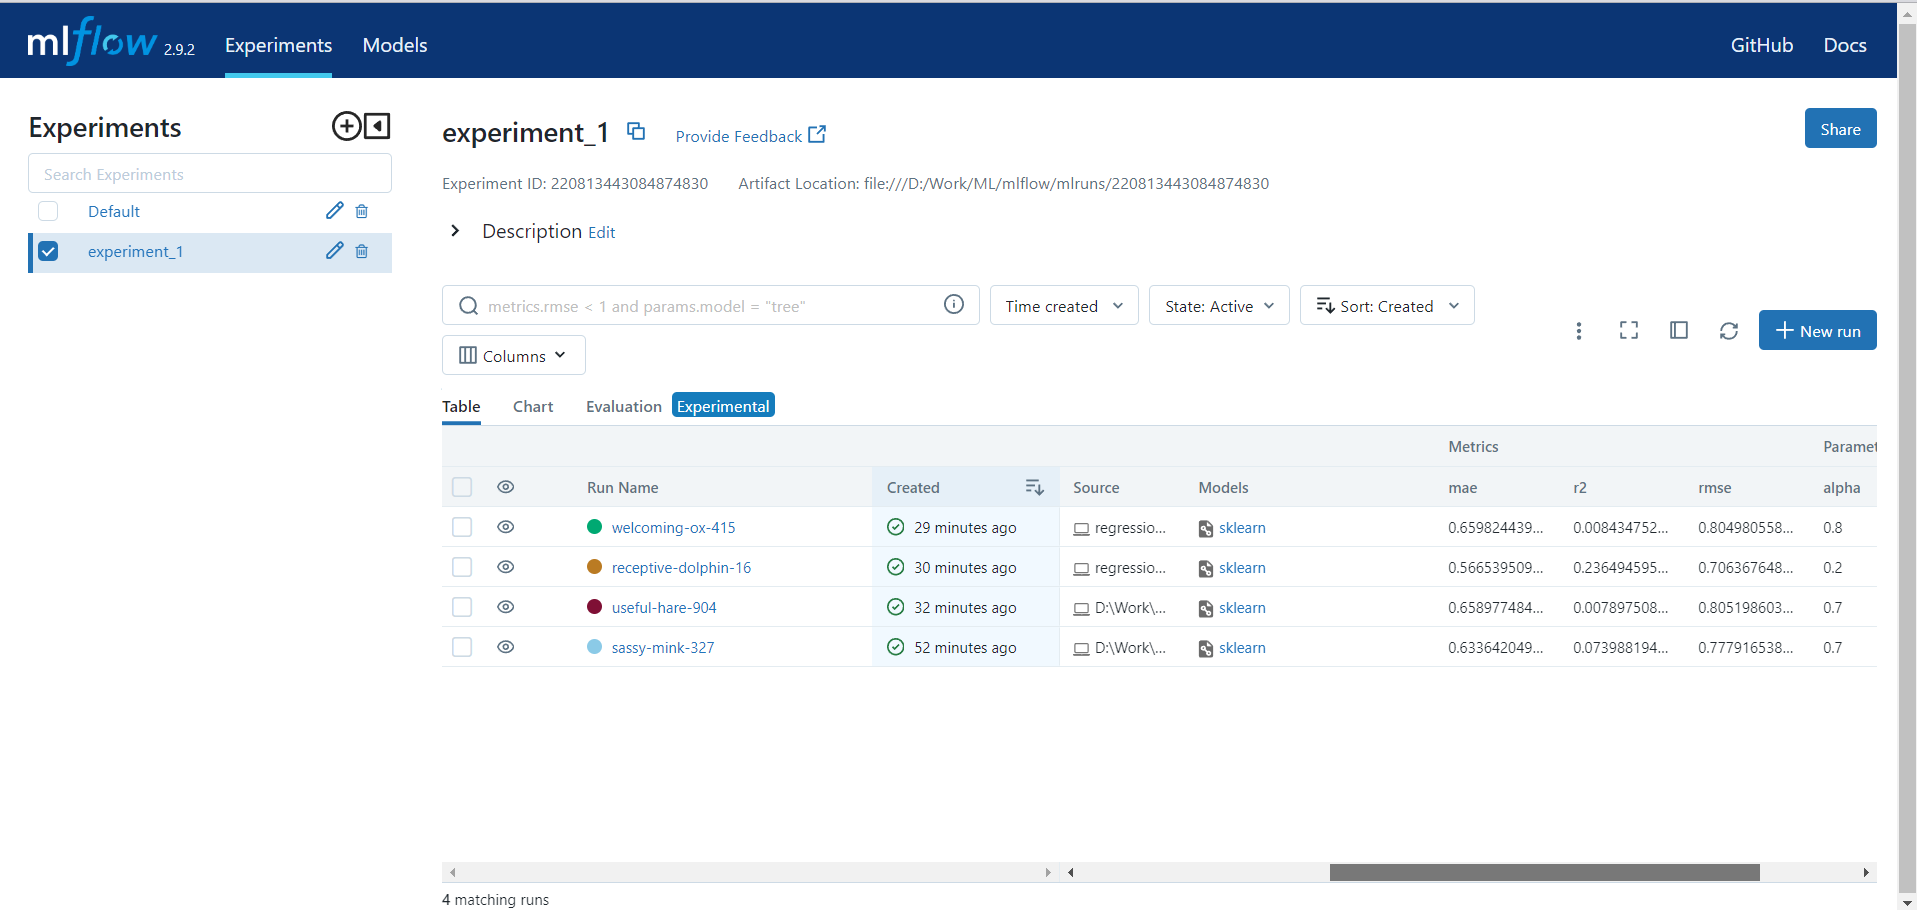 mlflow 2.9.2 Experiments Models GitHub Docs
Experiments
Search Experiments
Default
experiment_1
experiment_1 Provide Feedback Share
Experiment ID: 220813443084874830 Artifact Location: file:///D:/Work/ML/mlflow/mlruns/220813443084874830
Description Edit
metrics.rmse < 1 and params.model = "tree" Time created State: Active Sort: Created
Columns
+ New run
Table Chart Evaluation Experimental
Metrics Paramet
Run Name Created Source Models mae r2 rmse alpha
welcoming-ox-415 29 minutes ago regressio... sklearn 0.659824439... 0.008434752... 0.804980558... 0.8
receptive-dolphin-16 30 minutes ago regressio... sklearn 0.566539509... 0.236494595... 0.706367648... 0.2
useful-hare-904 32 minutes ago D:\Work\... sklearn 0.658977484... 0.007897508... 0.805198603... 0.7
sassy-mink-327 52 minutes ago D:\Work\... sklearn 0.633642049... 0.073988194... 0.777916538... 0.7
4 matching runs